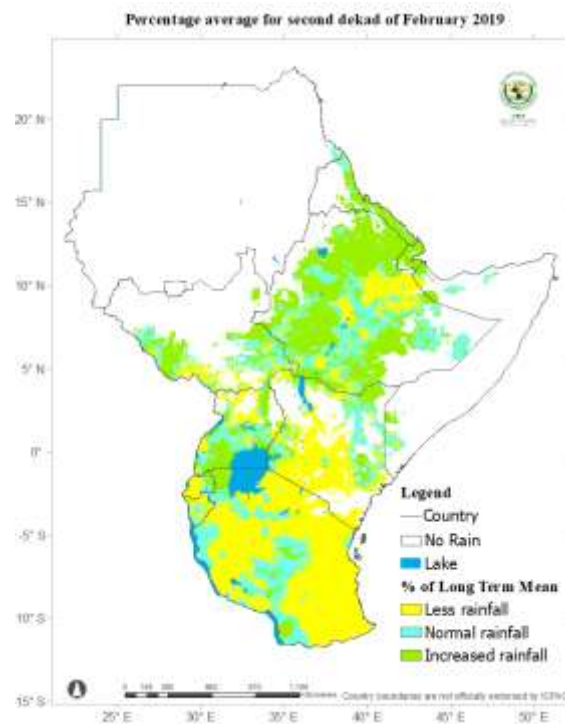 Percentage average for second dekad of February 2019
20° N
15° N
10° N
5° N
0°
-5° S
10° S
15° S
Legend
Country
No Rain
Lake
% of Long Term Mean
Less rainfall
Normal rainfall
Increased rainfall
Country boundaries are not officially endorsed by
25° E
30° E
35° E
40° E
45° E
50° E